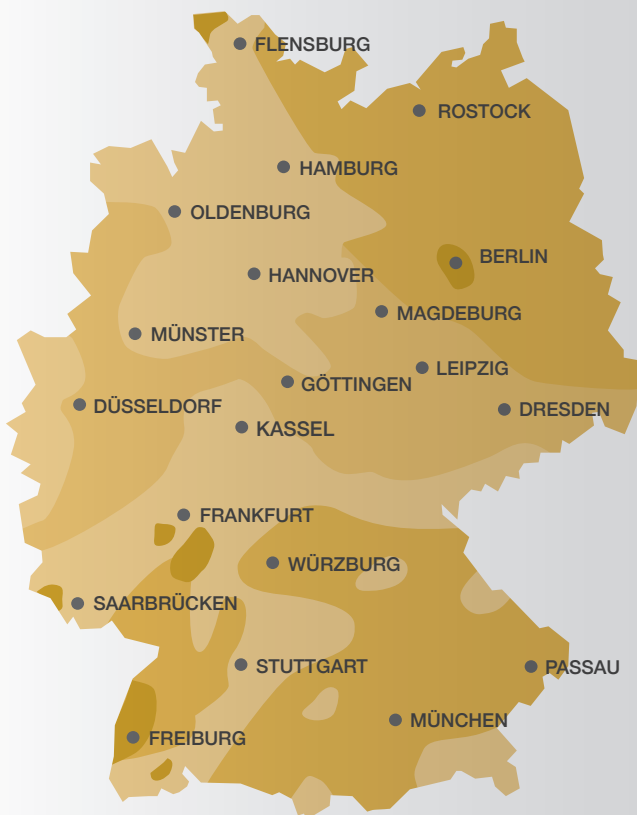 FLENSBURG
ROSTOCK
HAMBURG
OLDENBURG
BERLIN
HANNOVER
MAGDEBURG
MÜNSTER
LEIPZIG
GÖTTINGEN
DÜSSELDORF
DRESDEN
KASSEL
FRANKFURT
WÜRZBURG
SAARBRÜCKEN
STUTTGART
PASSAU
MÜNCHEN
FREIBURG